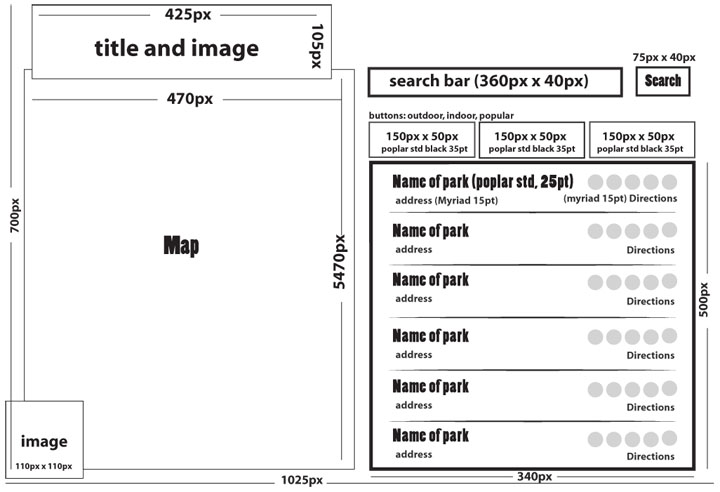 425px
title and image
105px
470px
700px
Map
5470px
image
110px x 110px
1025px
75px x 40px
search bar (360px x 40px)
Search
buttons: outdoor, indoor, popular
150px x 50px
poplar std black 35pt
150px x 50px
poplar std black 35pt
150px x 50px
poplar std black 35pt
Name of park (poplar std, 25pt)
address (Myriad 15pt)
(myriad 15pt) Directions
Name of park
address
Directions
Name of park
address
Directions
Name of park
address
Directions
Name of park
address
Directions
Name of park
address
Directions
500px
340px